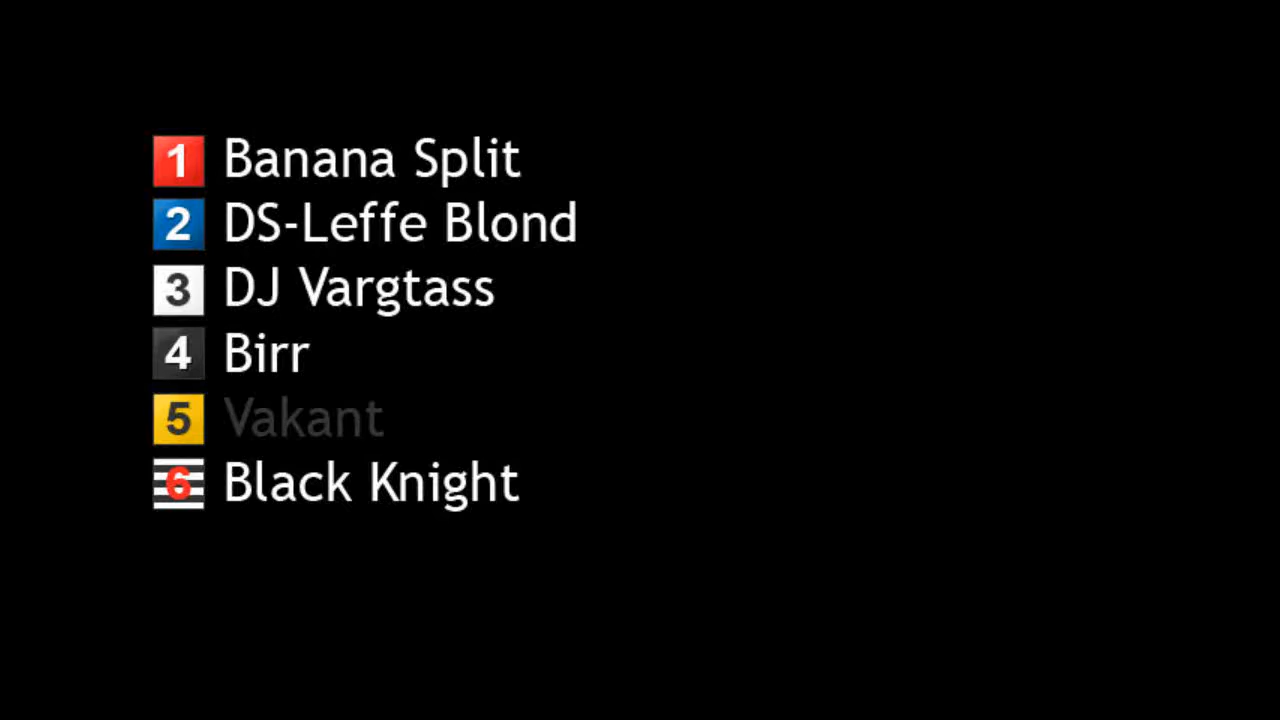 1 Banana Split
2 DS-Leffe Blond
3 DJ Vargtass
4 Birr
5 Vakant
6 Black Knight